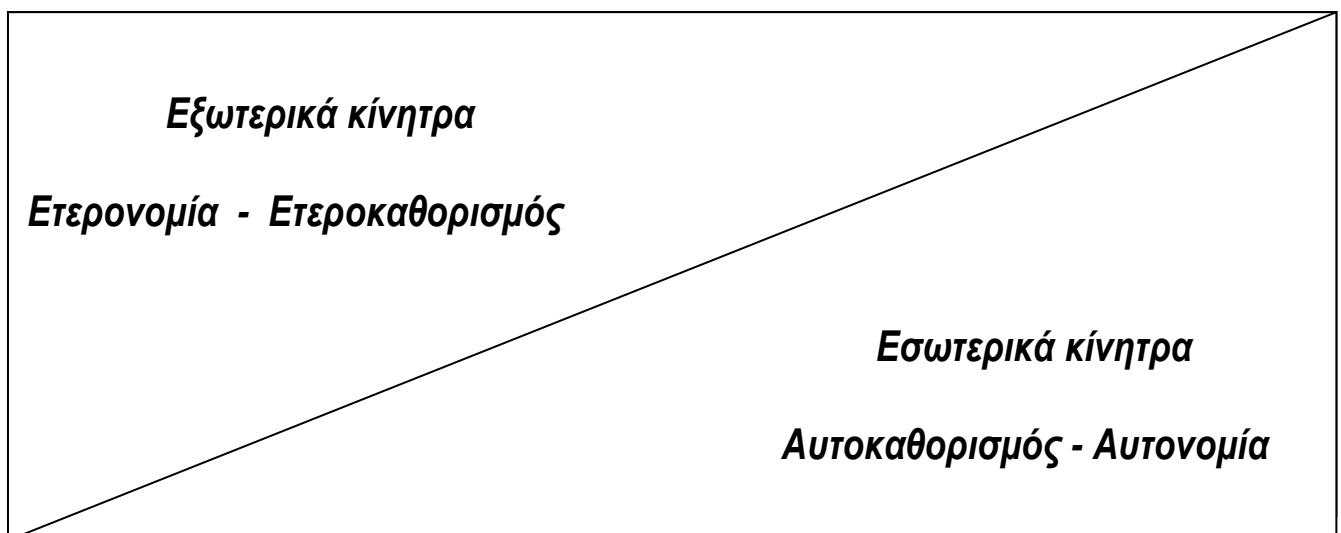 Εξωτερικά κίνητρα
Ετερονομία - Ετεροκαθορισμός
Εσωτερικά κίνητρα
Αυτοκαθορισμός - Αυτονομία